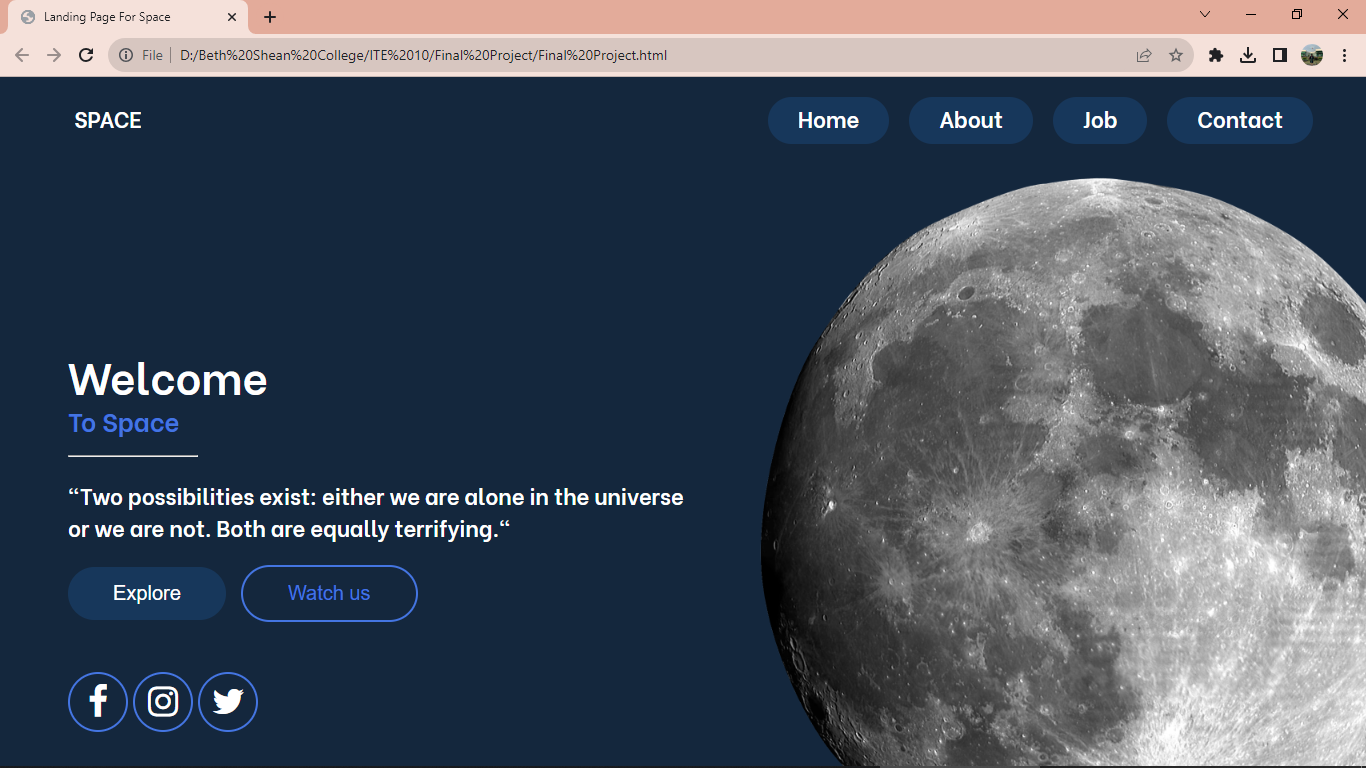 Landing Page For Space
File | D:/Beth%20Shean%20College/ITE%2010/Final%20Project/Final%20Project.html
SPACE Home About Job Contact
Welcome
To Space
“Two possibilities exist: either we are alone in the universe
or we are not. Both are equally terrifying.“
Explore Watch us